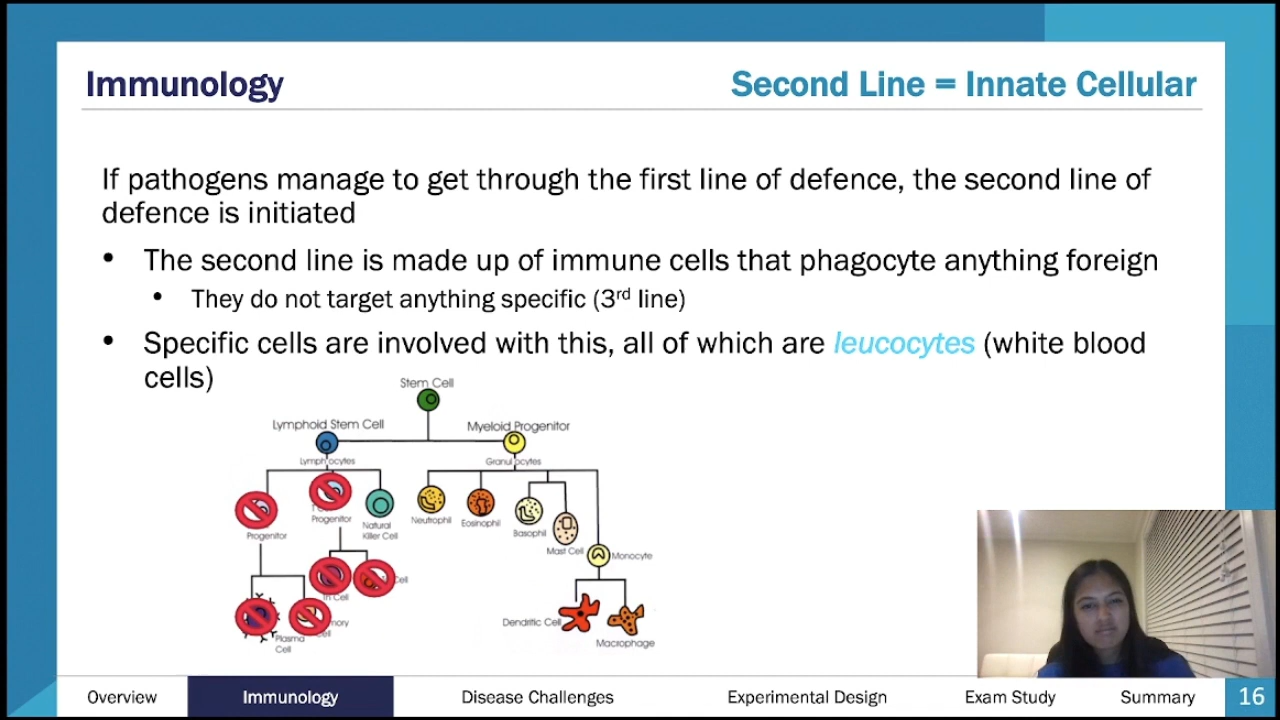 Immunology
Second Line = Innate Cellular
If pathogens manage to get through the first line of defence, the second line of
defence is initiated
• The second line is made up of immune cells that phagocyte anything foreign
• They do not target anything specific (3rd line)
• Specific cells are involved with this, all of which are leucocytes (white blood
cells)
Stem Cell
Lymphoid Stem Cell
Myeloid Progenitor
Lymphocytes
Granulocytes
Progenitor
Progenitor
Natural
Killer Cell
Neutrophil
Eosinophil
Basophil
Mast Cell
Monocyte
Cell
Plasma
Cell
Dendritic Cell
Macrophage
Overview
Immunology
Disease Challenges
Experimental Design
Exam Study
Summary
16